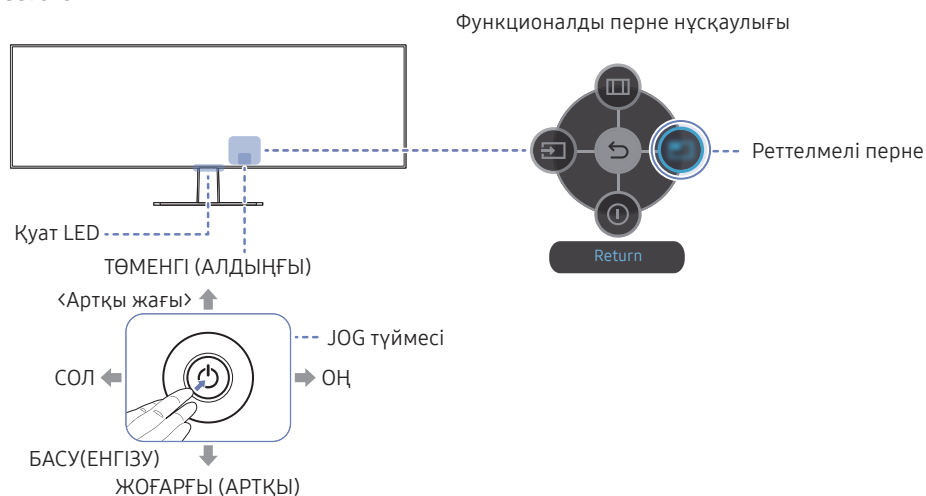 Функционалды перне нұсқаулығы
Реттелмелі перне
Return
Қуат LED
ТӨМЕНГІ (АЛДЫҢҒЫ)
<Артқы жағы>
JOG түймесі
СОЛ
ОҢ
БАСУ(ЕНГІЗУ)
ЖОҒАРҒЫ (АРТҚЫ)